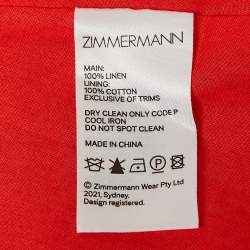 ZIMMERMANN
MAIN:
100% LINEN
LINING:
100% COTTON
EXCLUSIVE OF TRIMS
DRY CLEAN ONLY CODE P
COOL IRON
DO NOT SPOT CLEAN
MADE IN CHINA
P
© Zimmermann Wear Pty Ltd
2021, Sydney.
Design registered.